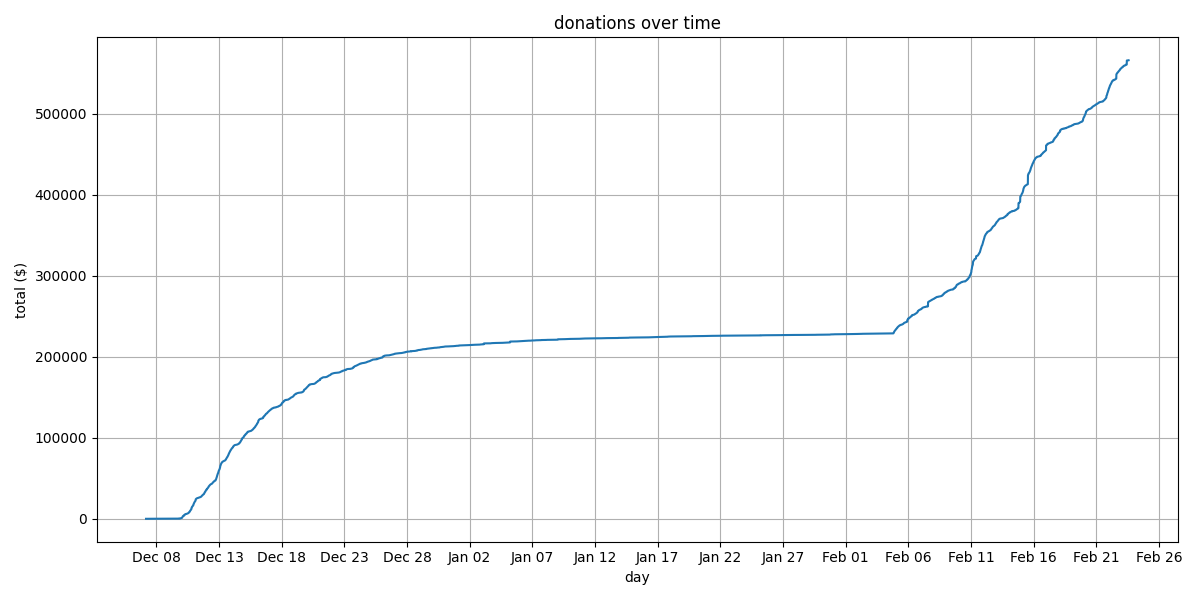 donations over time
total ($)
500000
400000
300000
200000
100000
0
Dec 08 Dec 13 Dec 18 Dec 23 Dec 28 Jan 02 Jan 07 Jan 12 Jan 17 Jan 22 Jan 27 Feb 01 Feb 06 Feb 11 Feb 16 Feb 21 Feb 26
day